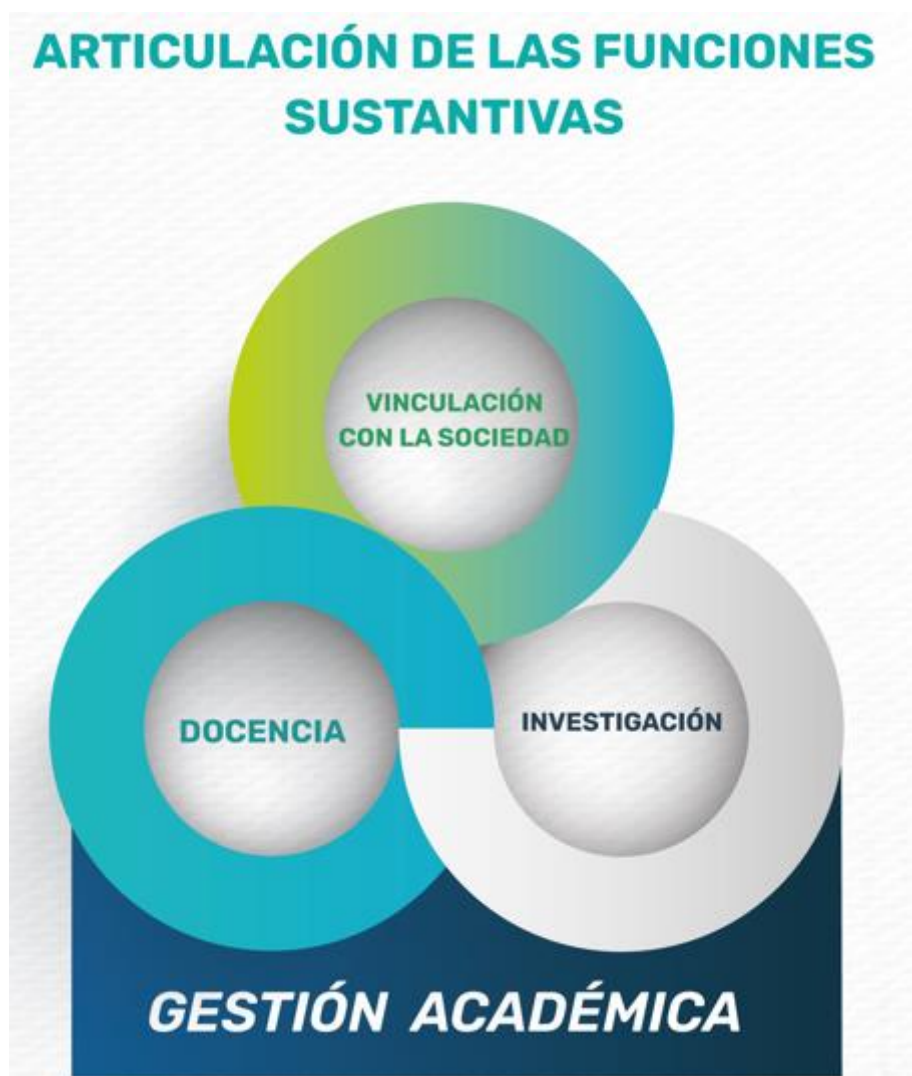 ARTICULACIÓN DE LAS FUNCIONES
SUSTANTIVAS
VINCULACIÓN
CON LA SOCIEDAD
DOCENCIA
INVESTIGACIÓN
GESTIÓN ACADÉMICA